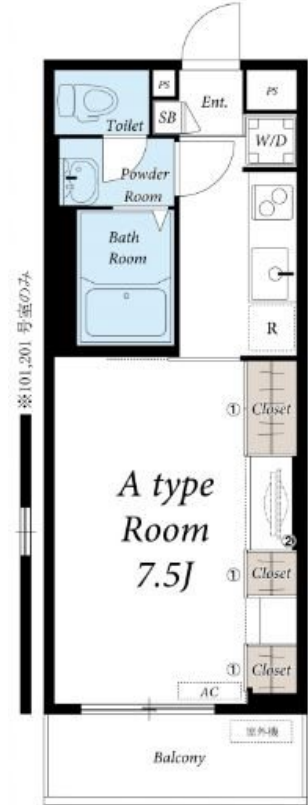 PS
Ent.
PS
SB
Toilet
W/D
Powder
Room
Bath
Room
R
※101,201 号室のみ
① Closet
A type
Room
7.5J
②
① Closet
① Closet
AC
室外機
Balcony